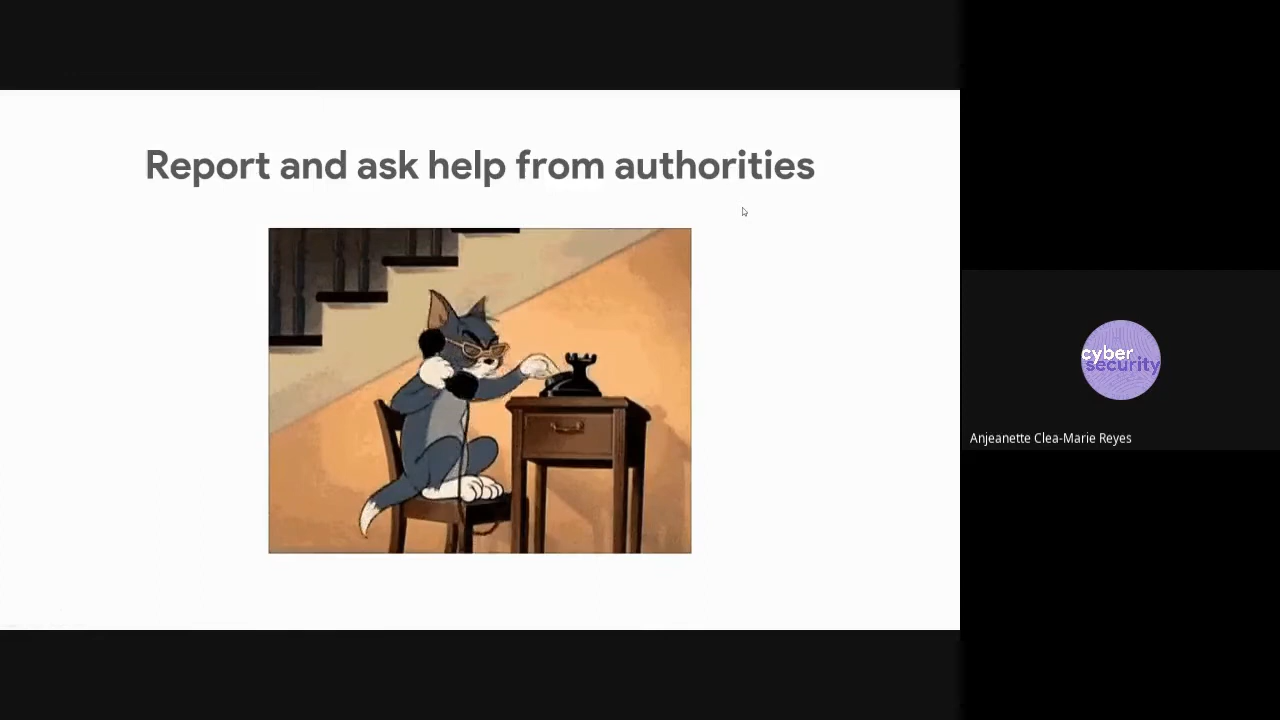 Report and ask help from authorities
cyber
security
Anjeanette Clea-Marie Reyes